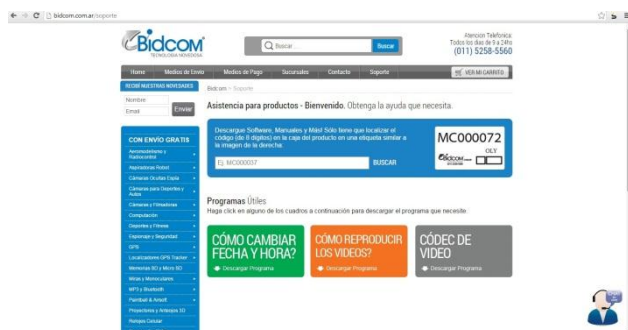 bidcom.com.ar/soporte
Bidcom
TECNOLOGIA NOVEDOSA
Buscar ...
Buscar
Atencion Telefonica:
Todos los dias de 9 a 24hs
(011) 5258-5560
Home
Medios de Envio
Medios de Pago
Sucursales
Contacto
Soporte
VER MI CARRITO
RECIBÍ NUESTRAS NOVEDADES
Nombre
Email
Enviar
Bidcom > Soporte
Asistencia para productos - Bienvenido. Obtenga la ayuda que necesita.
Descargue Software, Manuales y Más! Sólo tiene que localizar el
código (de 8 dígitos) en la caja del producto en una etiqueta similar a
la imagen de la derecha:
Ej. MC000037
BUSCAR
MC000072
OLY
Bidcom
CON ENVÍO GRATIS
Aeromodelismo y
Radiocontrol
Aspiradoras Robot
Cámaras Ocultas Espía
Cámaras para Deportes y
Autos
Cámaras y Filmadoras
Computación
Deportes y Fitness
Espionaje y Seguridad
GPS
Localizadores GPS Tracker
Memorias SD y Micro SD
Miras y Monoculares
MP3 y Bluetooth
Paintball & Airsoft
Proyectores y Anteojos 3D
Relojes Celular
Programas Útiles
Haga click en alguno de los cuadros a continuación para descargar el programa que necesite
CÓMO CAMBIAR
FECHA Y HORA?
Descargar Programa
CÓMO REPRODUCIR
LOS VIDEOS?
Descargar Programa
CÓDEC DE
VIDEO
Descargar Programa